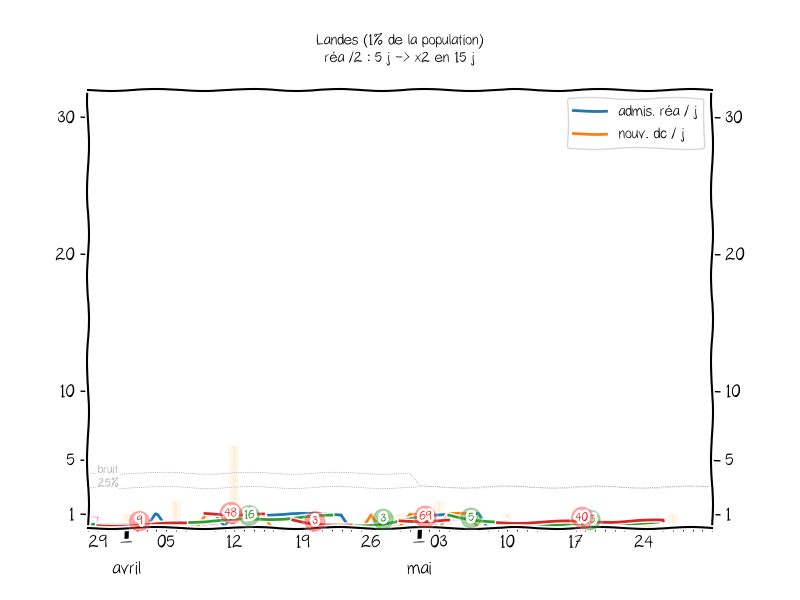 Landes (1% de la population)
réa /2 : 5 j -> x2 en 15 j
admis. réa / j
nouv. dc / j
30 30
20 20
10 10
5 5
bruit
25%
1 1
9 48 16 3 3 69 5 40
29 1 05 12 19 26 1 03 10 17 24
avril mai